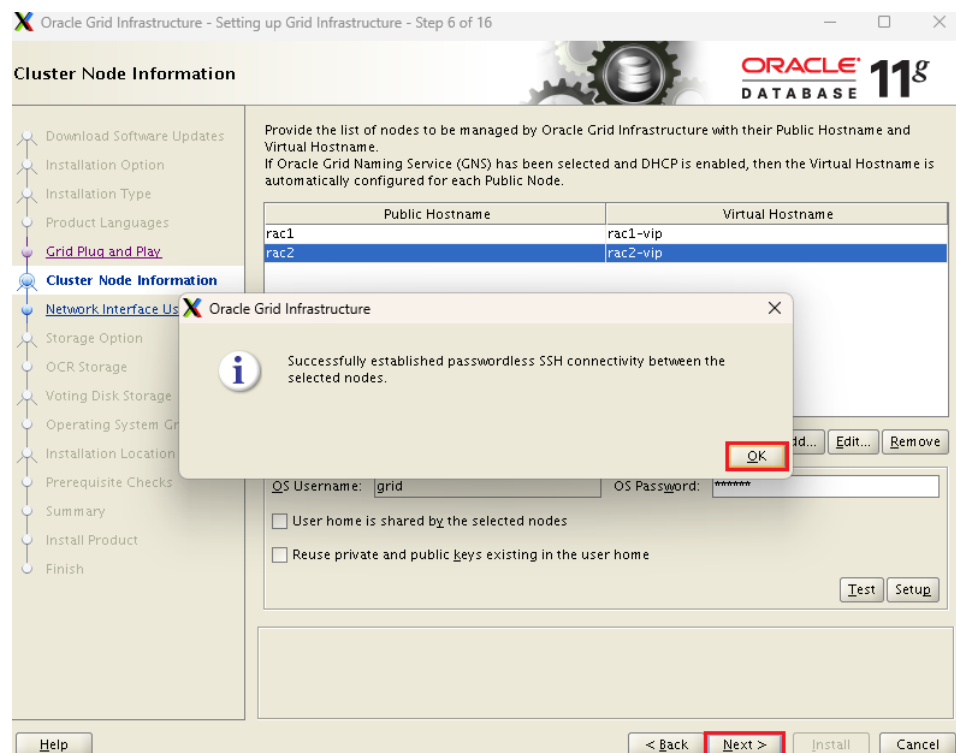 Oracle Grid Infrastructure - Setting up Grid Infrastructure - Step 6 of 16
Cluster Node Information
ORACLE
DATABASE
11g
Download Software Updates
Installation Option
Installation Type
Product Languages
Grid Plug and Play
Cluster Node Information
Network Interface Us
Storage Option
OCR Storage
Voting Disk Storage
Operating System Gr
Installation Location
Prerequisite Checks
Summary
Install Product
Finish
Provide the list of nodes to be managed by Oracle Grid Infrastructure with their Public Hostname and
Virtual Hostname.
If Oracle Grid Naming Service (GNS) has been selected and DHCP is enabled, then the Virtual Hostname is
automatically configured for each Public Node.
Public Hostname Virtual Hostname
rac1 rac1-vip
rac2 rac2-vip
Oracle Grid Infrastructure
Successfully established passwordless SSH connectivity between the
selected nodes.
OK
Edit... Remove
OS Username: grid OS Password: ******
User home is shared by the selected nodes
Reuse private and public keys existing in the user home
Test Setup
Help < Back Next > Install Cancel